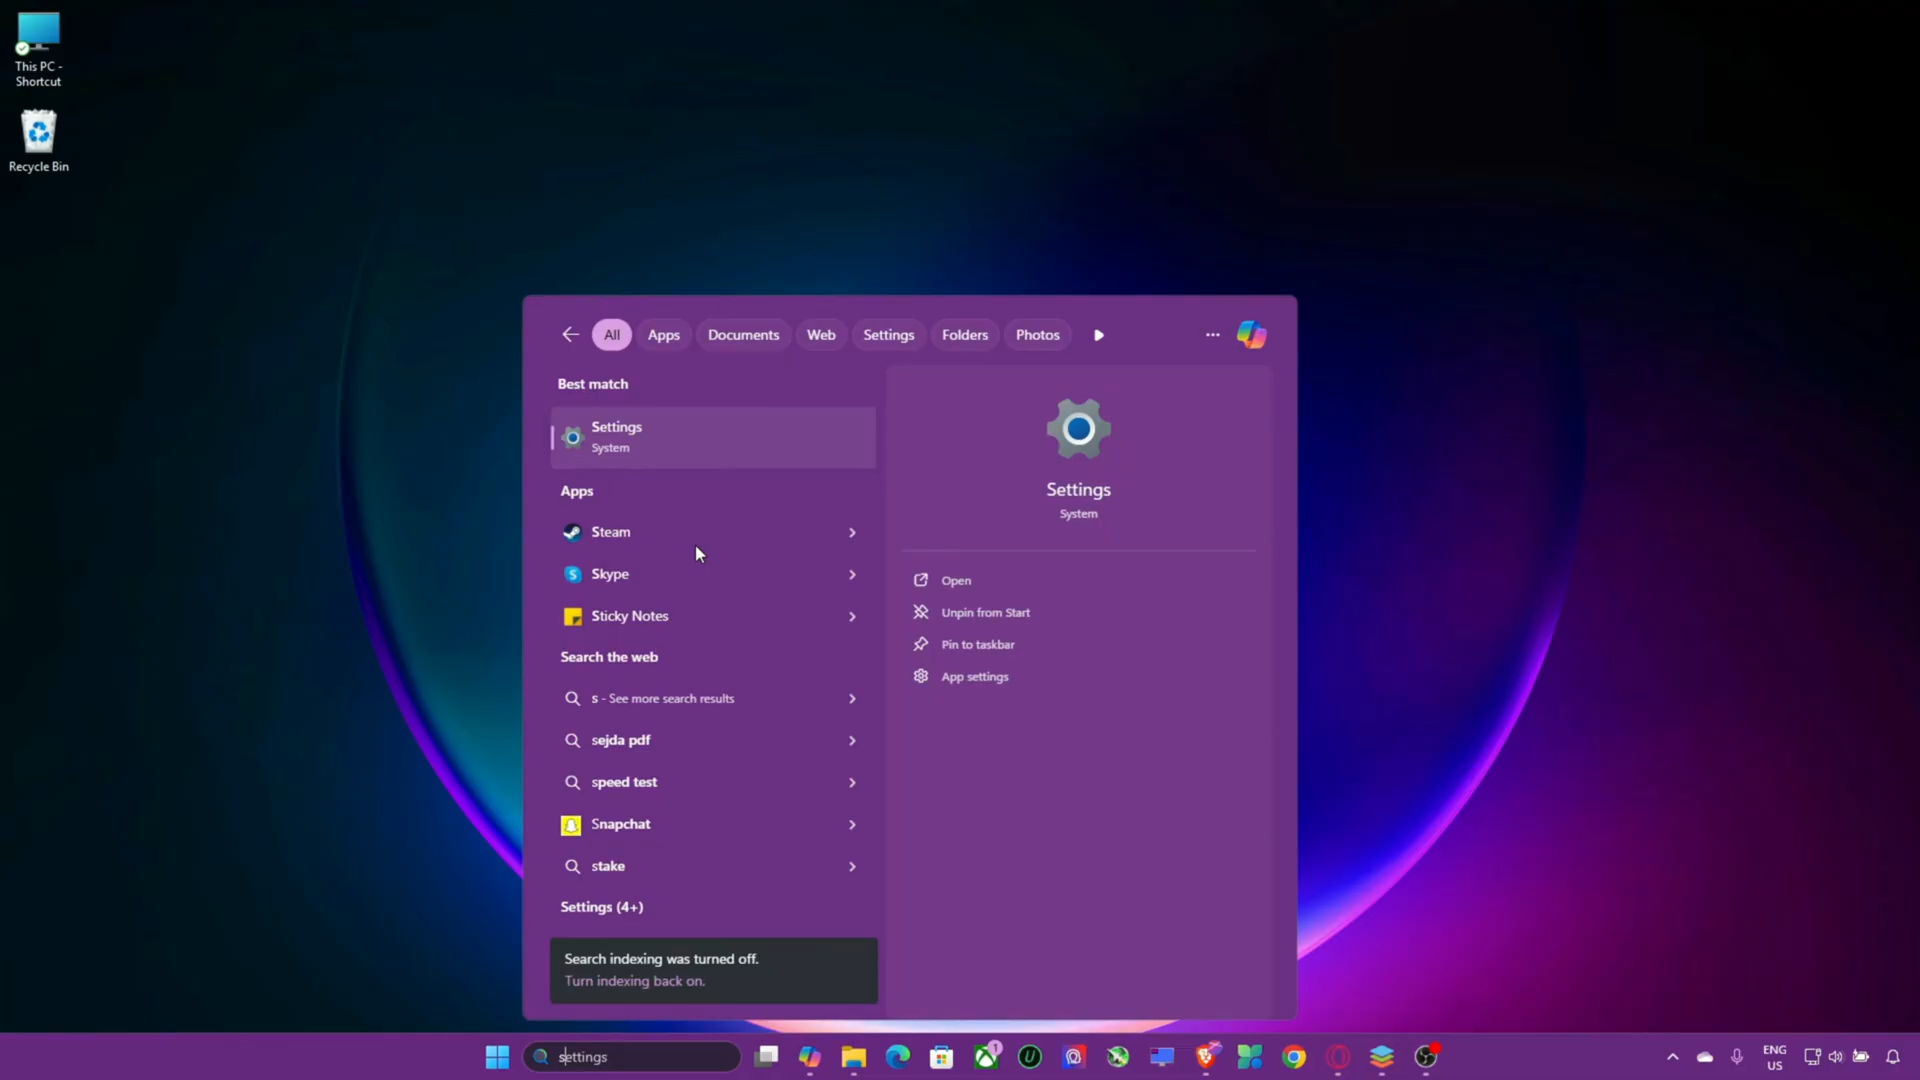 This PC -
Shortcut
Recycle Bin
All Apps Documents Web Settings Folders Photos
Best match
Settings
System
Apps
Steam
Skype
Sticky Notes
Search the web
s - See more search results
sejda pdf
speed test
Snapchat
stake
Settings (4+)
Search indexing was turned off.
Turn indexing back on.
Settings
System
Open
Unpin from Start
Pin to taskbar
App settings
settings
1
ENG
US